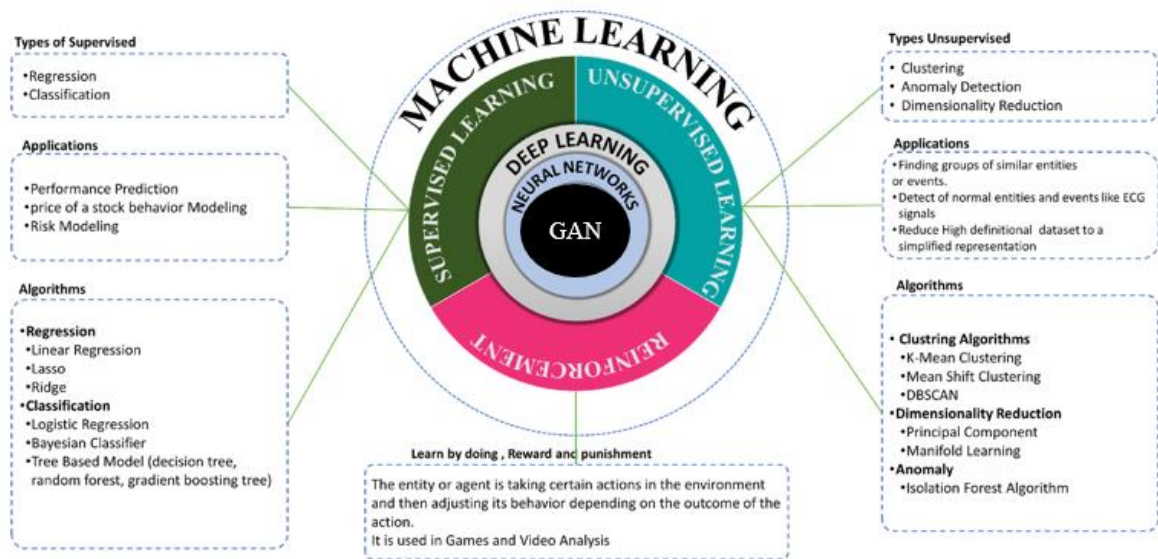 MACHINE LEARNING
SUPERVISED LEARNING
UNSUPERVISED LEARNING
REINFORCEMENT
DEEP LEARNING
NEURAL NETWORKS
GAN
Types of Supervised
•Regression
•Classification
Applications
•Performance Prediction
•price of a stock behavior Modeling
•Risk Modeling
Algorithms
•Regression
•Linear Regression
•Lasso
•Ridge
•Classification
•Logistic Regression
•Bayesian Classifier
•Tree Based Model (decision tree,
random forest, gradient boosting tree)
Learn by doing , Reward and punishment
The entity or agent is taking certain actions in the environment
and then adjusting its behavior depending on the outcome of the
action.
It is used in Games and Video Analysis
Types Unsupervised
• Clustering
• Anomaly Detection
• Dimensionality Reduction
Applications
•Finding groups of similar entities
or events.
•Detect of normal entities and events like ECG
signals
•Reduce High definitional dataset to a
simplified representation
Algorithms
• Clustring Algorithms
•K-Mean Clustering
•Mean Shift Clustering
•DBSCAN
•Dimensionality Reduction
•Principal Component
•Manifold Learning
•Anomaly
•Isolation Forest Algorithm